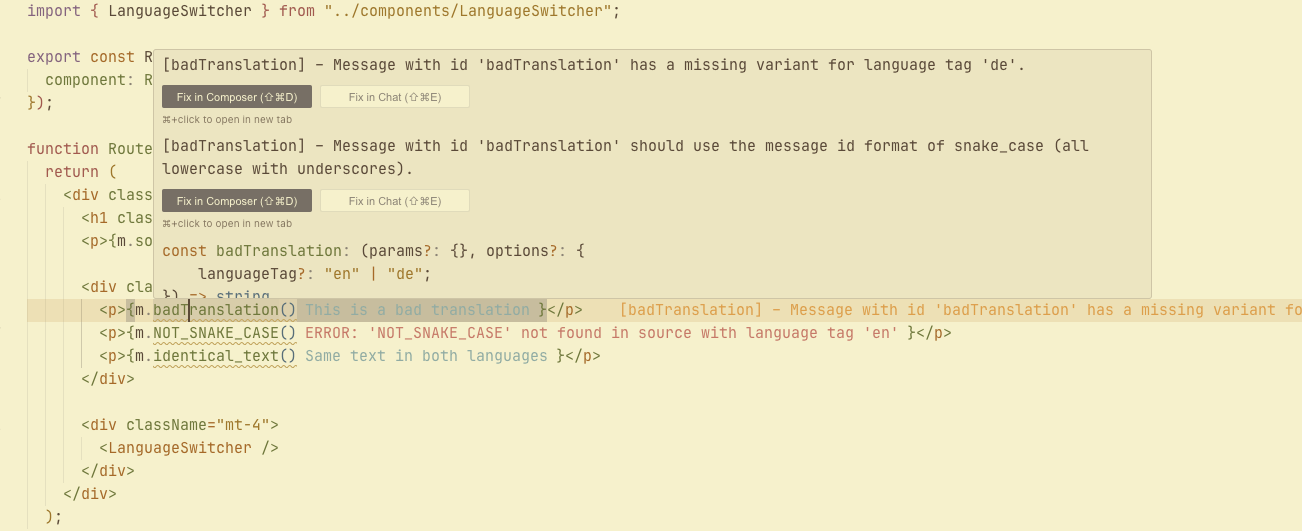 import { LanguageSwitcher } from "../components/LanguageSwitcher";
export const R
component: R
});
function Route
return (
<div class
<h1 clas
<p>{m.so
<div cla
[badTranslation] – Message with id 'badTranslation' has a missing variant for language tag 'de'.
Fix in Composer (⇧⌘D) Fix in Chat (⇧⌘E)
⌘+click to open in new tab
[badTranslation] – Message with id 'badTranslation' should use the message id format of snake_case (all
lowercase with underscores).
Fix in Composer (⇧⌘D) Fix in Chat (⇧⌘E)
⌘+click to open in new tab
const badTranslation: (params?: {}, options?: {
languageTag?: "en" | "de";
}) => string
<p>{m.badTranslation() This is a bad translation }</p> [badTranslation] – Message with id 'badTranslation' has a missing variant fo
<p>{m.NOT_SNAKE_CASE() ERROR: 'NOT_SNAKE_CASE' not found in source with language tag 'en' }</p>
<p>{m.identical_text() Same text in both languages }</p>
</div>
<div className="mt-4">
<LanguageSwitcher />
</div>
</div>
);